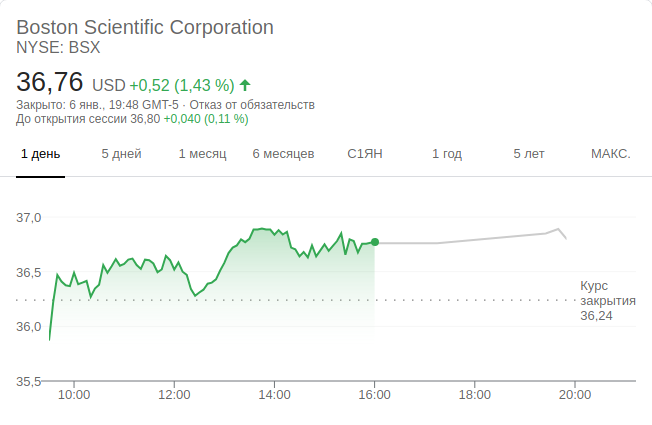 Boston Scientific Corporation
NYSE: BSX
36,76 USD +0,52 (1,43 %)
Закрыто: 6 янв., 19:48 GMT-5 · Отказ от обязательств
До открытия сессии 36,80 +0,040 (0,11 %)
1 день 5 дней 1 месяц 6 месяцев С1ЯН 1 год 5 лет МАКС.
37,0
36,5
Курс
закрытия
36,24
36,0
35,5
10:00 12:00 14:00 16:00 18:00 20:00